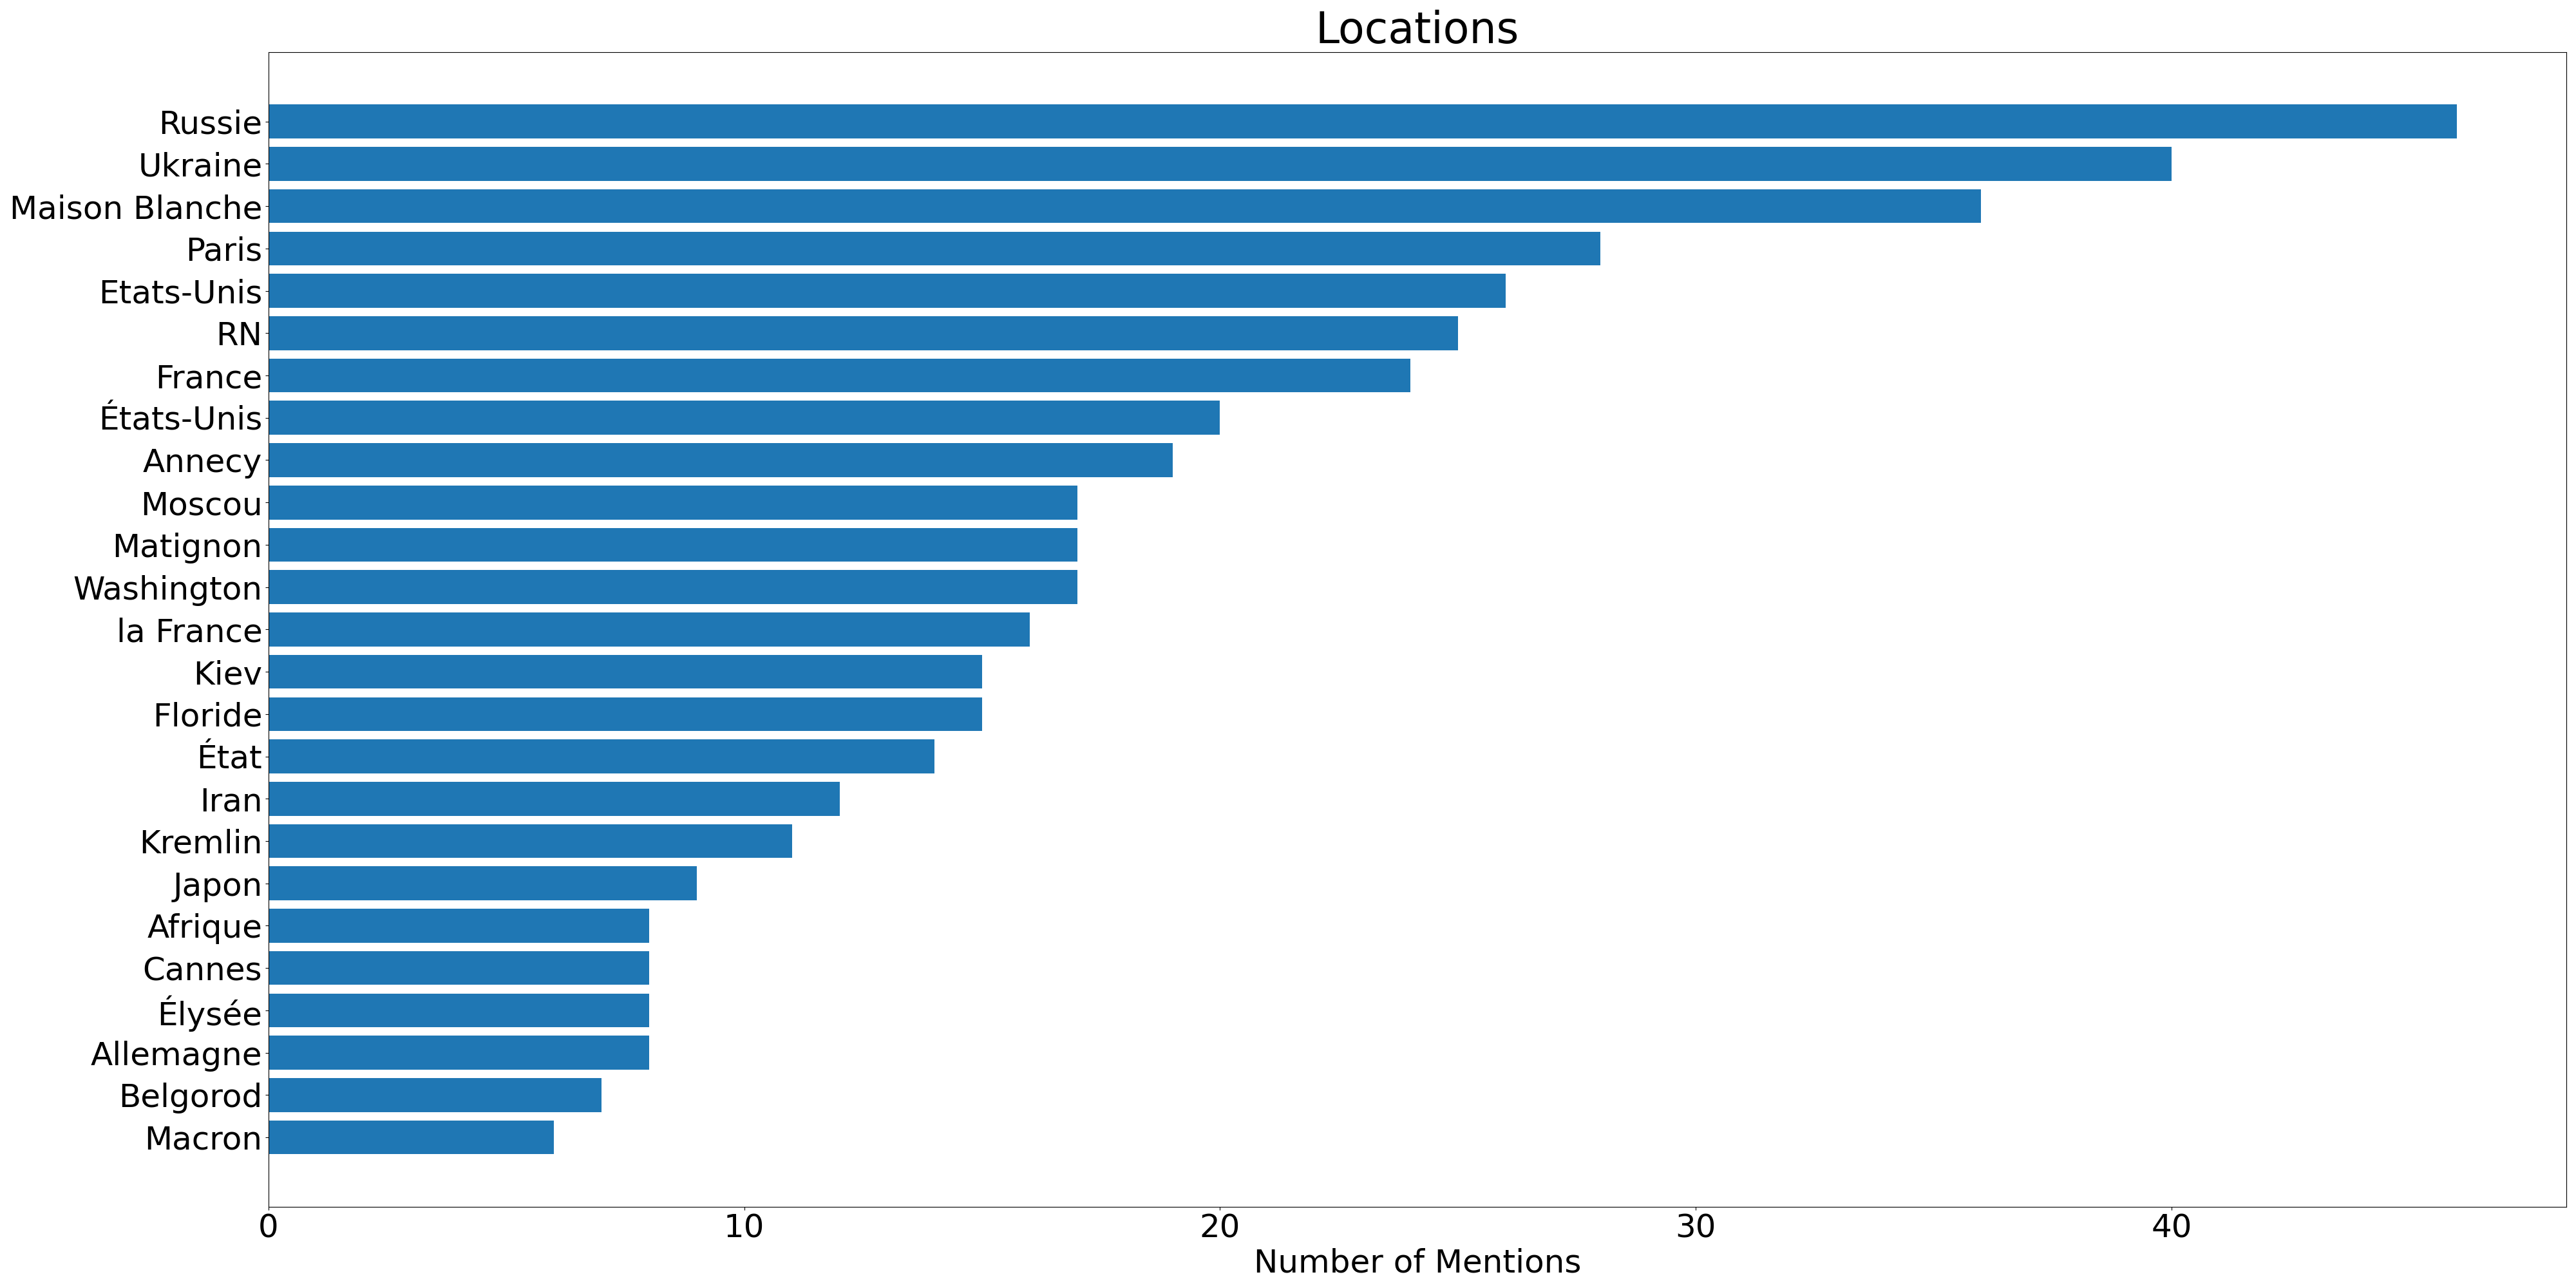 Locations
Russie
Ukraine
Maison Blanche
Paris
Etats-Unis
RN
France
États-Unis
Annecy
Moscou
Matignon
Washington
la France
Kiev
Floride
État
Iran
Kremlin
Japon
Afrique
Cannes
Élysée
Allemagne
Belgorod
Macron
0 10 20 30 40
Number of Mentions